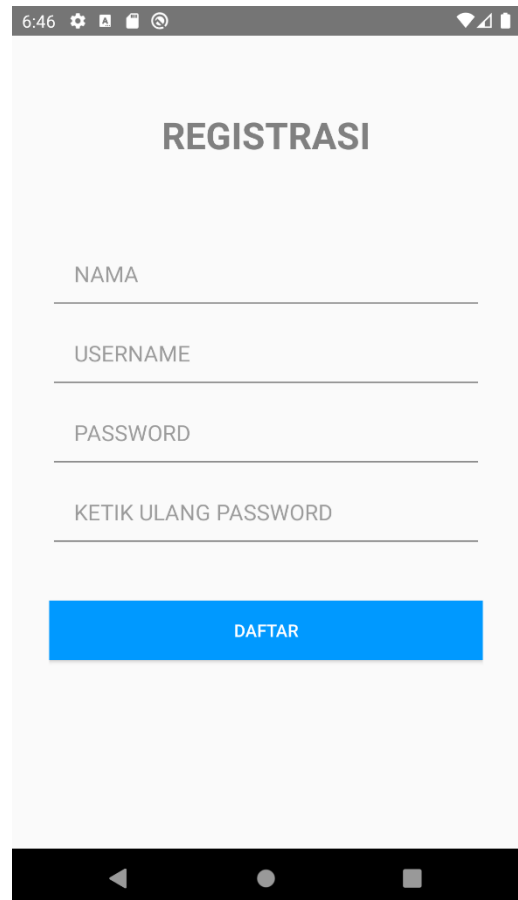 6:46
REGISTRASI
NAMA
USERNAME
PASSWORD
KETIK ULANG PASSWORD
DAFTAR